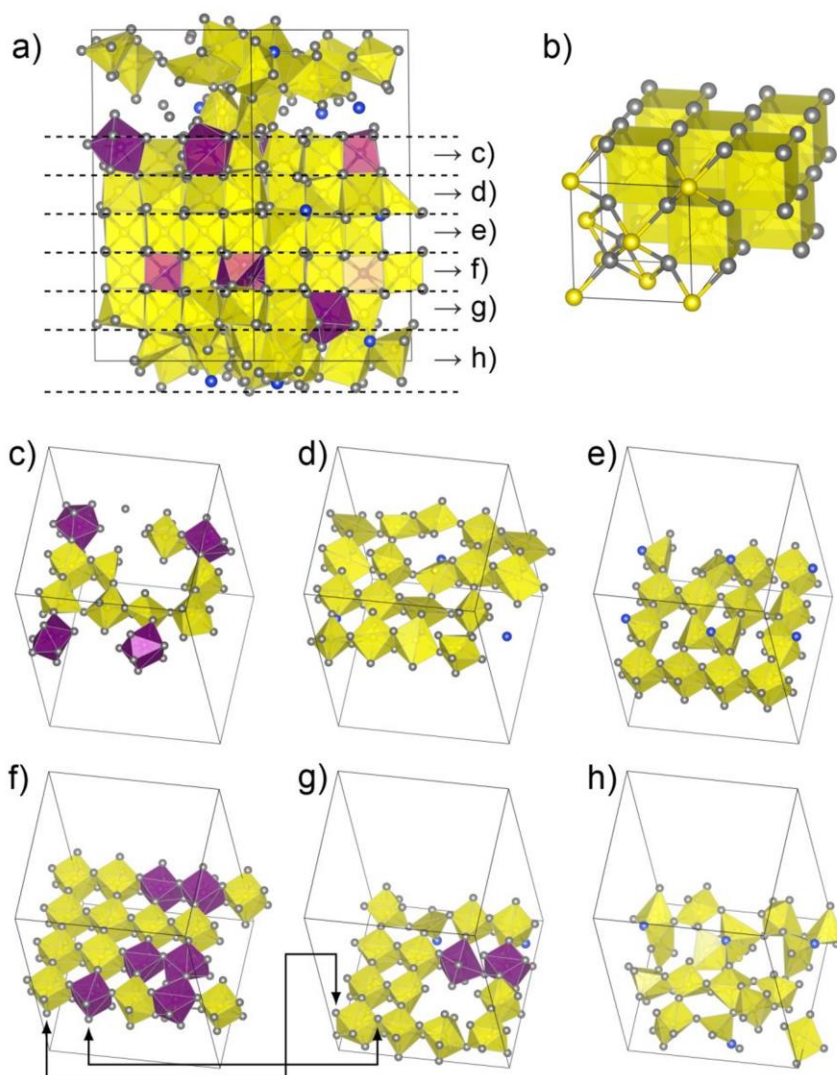 a)
b)
→ c)
→ d)
→ e)
→ f)
→ g)
→ h)
c)
d)
e)
f)
g)
h)